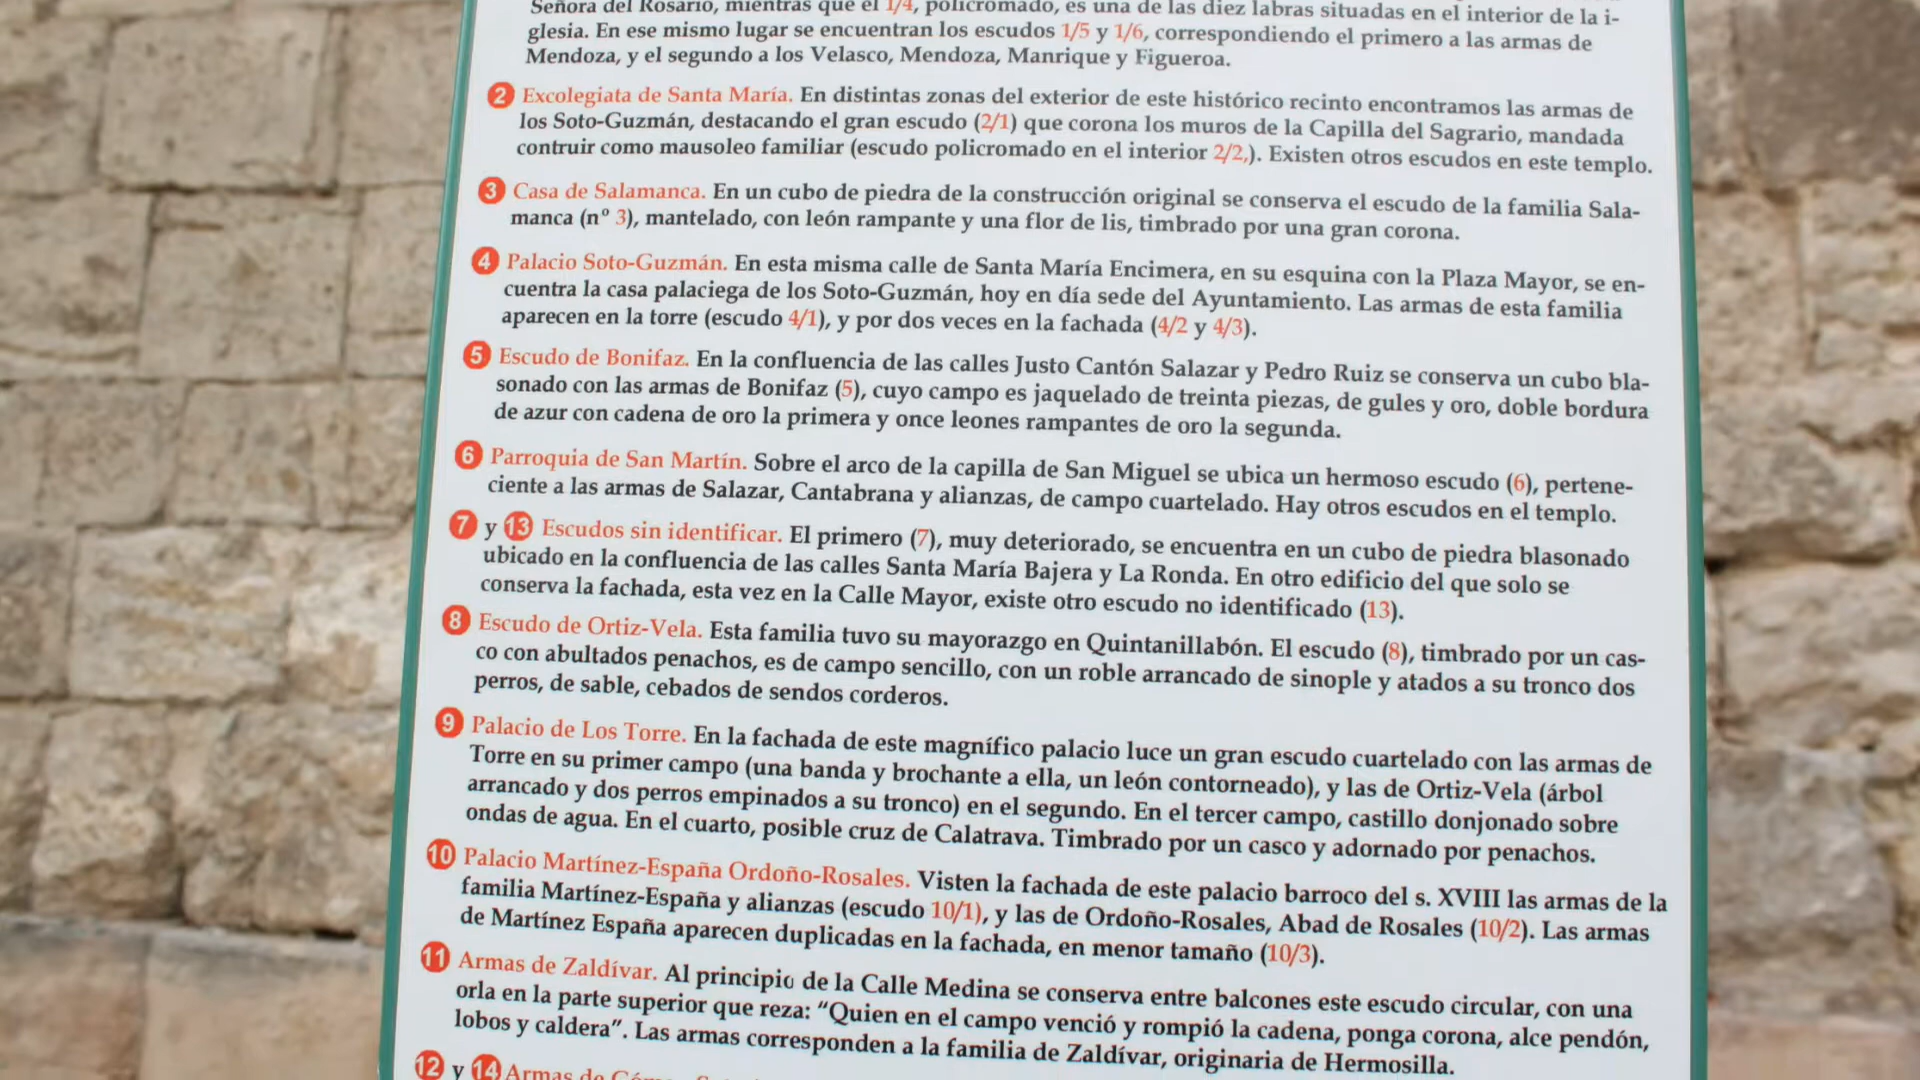 Señora del Rosario, mientras que el 1/4, policromado, es una de las diez labras situadas en el interior de la i-
glesia. En ese mismo lugar se encuentran los escudos 1/5 y 1/6, correspondiendo el primero a las armas de
Mendoza, y el segundo a los Velasco, Mendoza, Manrique y Figueroa.
2 Excolegiata de Santa María. En distintas zonas del exterior de este histórico recinto encontramos las armas de
los Soto-Guzmán, destacando el gran escudo (2/1) que corona los muros de la Capilla del Sagrario, mandada
contruir como mausoleo familiar (escudo policromado en el interior 2/2,). Existen otros escudos en este templo.
3 Casa de Salamanca. En un cubo de piedra de la construcción original se conserva el escudo de la familia Sala-
manca (nº 3), mantelado, con león rampante y una flor de lis, timbrado por una gran corona.
4 Palacio Soto-Guzmán. En esta misma calle de Santa María Encimera, en su esquina con la Plaza Mayor, se en-
cuentra la casa palaciega de los Soto-Guzmán, hoy en día sede del Ayuntamiento. Las armas de esta familia
aparecen en la torre (escudo 4/1), y por dos veces en la fachada (4/2 y 4/3).
5 Escudo de Bonifaz. En la confluencia de las calles Justo Cantón Salazar y Pedro Ruiz se conserva un cubo bla-
sonado con las armas de Bonifaz (5), cuyo campo es jaquelado de treinta piezas, de gules y oro, doble bordura
de azur con cadena de oro la primera y once leones rampantes de oro la segunda.
6 Parroquia de San Martín. Sobre el arco de la capilla de San Miguel se ubica un hermoso escudo (6), pertene-
ciente a las armas de Salazar, Cantabrana y alianzas, de campo cuartelado. Hay otros escudos en el templo.
7 y 13 Escudos sin identificar. El primero (7), muy deteriorado, se encuentra en un cubo de piedra blasonado
ubicado en la confluencia de las calles Santa María Bajera y La Ronda. En otro edificio del que solo se
conserva la fachada, esta vez en la Calle Mayor, existe otro escudo no identificado (13).
8 Escudo de Ortiz-Vela. Esta familia tuvo su mayorazgo en Quintanillabón. El escudo (8), timbrado por un cas-
co con abultados penachos, es de campo sencillo, con un roble arrancado de sinople y atados a su tronco dos
perros, de sable, cebados de sendos corderos.
9 Palacio de Los Torre. En la fachada de este magnífico palacio luce un gran escudo cuartelado con las armas de
Torre en su primer campo (una banda y brochante a ella, un león contorneado), y las de Ortiz-Vela (árbol
arrancado y dos perros empinados a su tronco) en el segundo. En el tercer campo, castillo donjonado sobre
ondas de agua. En el cuarto, posible cruz de Calatrava. Timbrado por un casco y adornado por penachos.
10 Palacio Martínez-España Ordoño-Rosales. Visten la fachada de este palacio barroco del s. XVIII las armas de la
familia Martínez-España y alianzas (escudo 10/1), y las de Ordoño-Rosales, Abad de Rosales (10/2). Las armas
de Martínez España aparecen duplicadas en la fachada, en menor tamaño (10/3).
11 Armas de Zaldívar. Al principio de la Calle Medina se conserva entre balcones este escudo circular, con una
orla en la parte superior que reza: “Quien en el campo venció y rompió la cadena, ponga corona, alce pendón,
lobos y caldera”. Las armas corresponden a la familia de Zaldívar, originaria de Hermosilla.
12 y 14 Armas de